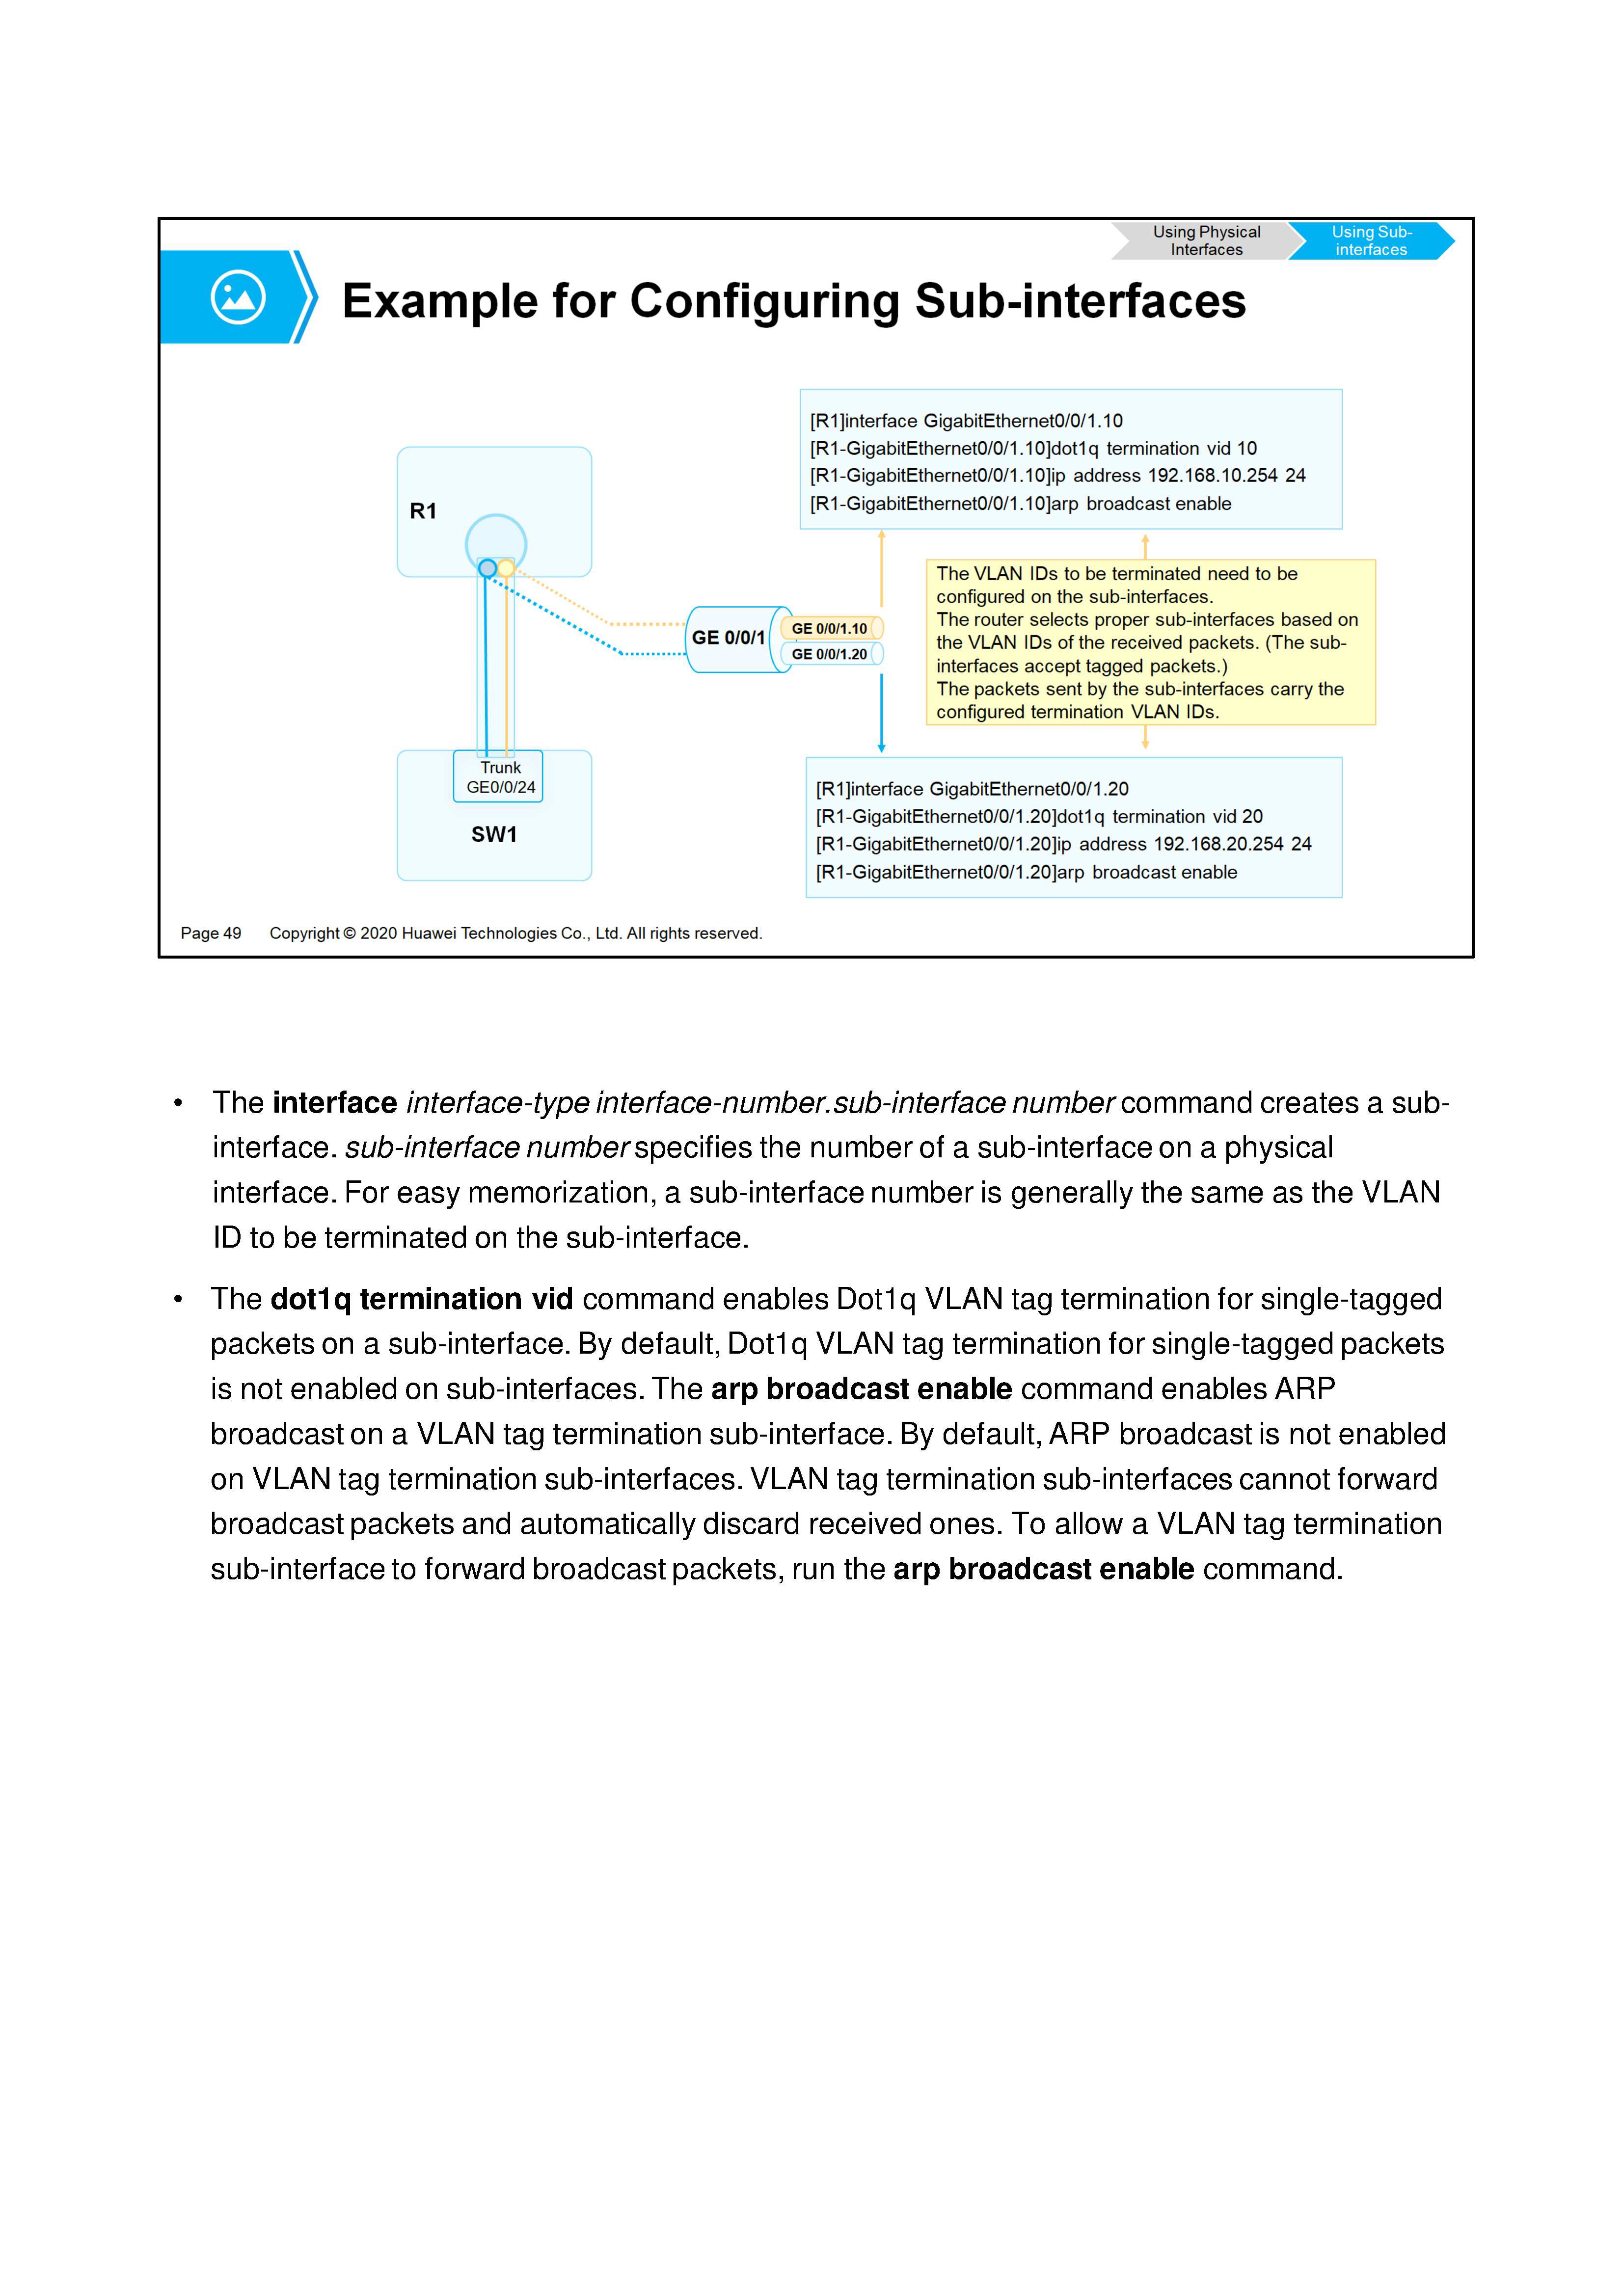 Using Physical
Interfaces
Using Sub-
interfaces
Example for Configuring Sub-interfaces
[R1]interface GigabitEthernet0/0/1.10
[R1-GigabitEthernet0/0/1.10]dot1q termination vid 10
[R1-GigabitEthernet0/0/1.10]ip address 192.168.10.254 24
[R1-GigabitEthernet0/0/1.10]arp broadcast enable
R1
The VLAN IDs to be terminated need to be
configured on the sub-interfaces.
The router selects proper sub-interfaces based on
the VLAN IDs of the received packets. (The sub-
interfaces accept tagged packets.)
The packets sent by the sub-interfaces carry the
configured termination VLAN IDs.
GE 0/0/1
GE 0/0/1.10
GE 0/0/1.20
Trunk
GE0/0/24
SW1
[R1]interface GigabitEthernet0/0/1.20
[R1-GigabitEthernet0/0/1.20]dot1q termination vid 20
[R1-GigabitEthernet0/0/1.20]ip address 192.168.20.254 24
[R1-GigabitEthernet0/0/1.20]arp broadcast enable
Page 49 Copyright © 2020 Huawei Technologies Co., Ltd. All rights reserved.
• The interface interface-type interface-number.sub-interface number command creates a sub-
interface. sub-interface number specifies the number of a sub-interface on a physical
interface. For easy memorization, a sub-interface number is generally the same as the VLAN
ID to be terminated on the sub-interface.
• The dot1q termination vid command enables Dot1q VLAN tag termination for single-tagged
packets on a sub-interface. By default, Dot1q VLAN tag termination for single-tagged packets
is not enabled on sub-interfaces. The arp broadcast enable command enables ARP
broadcast on a VLAN tag termination sub-interface. By default, ARP broadcast is not enabled
on VLAN tag termination sub-interfaces. VLAN tag termination sub-interfaces cannot forward
broadcast packets and automatically discard received ones. To allow a VLAN tag termination
sub-interface to forward broadcast packets, run the arp broadcast enable command.